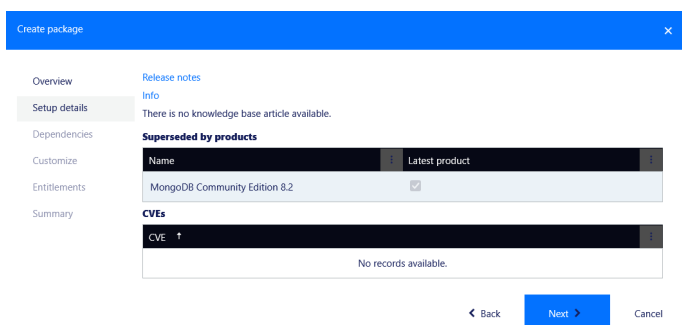 Create package
Overview
Setup details
Dependencies
Customize
Entitlements
Summary
Release notes
Info
There is no knowledge base article available.
Superseded by products
Name Latest product
MongoDB Community Edition 8.2
CVEs
CVE ↑
No records available.
Back Next Cancel